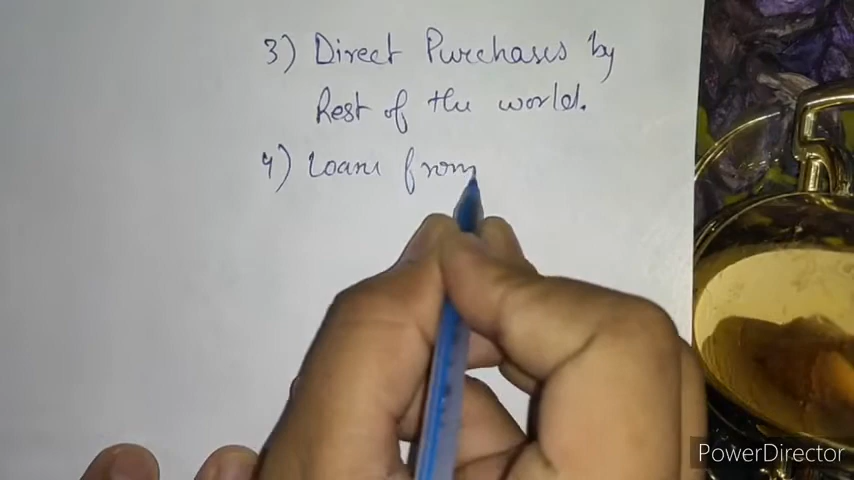 3) Direct Purchases by
Rest of the world.
4) Loans from
PowerDirector